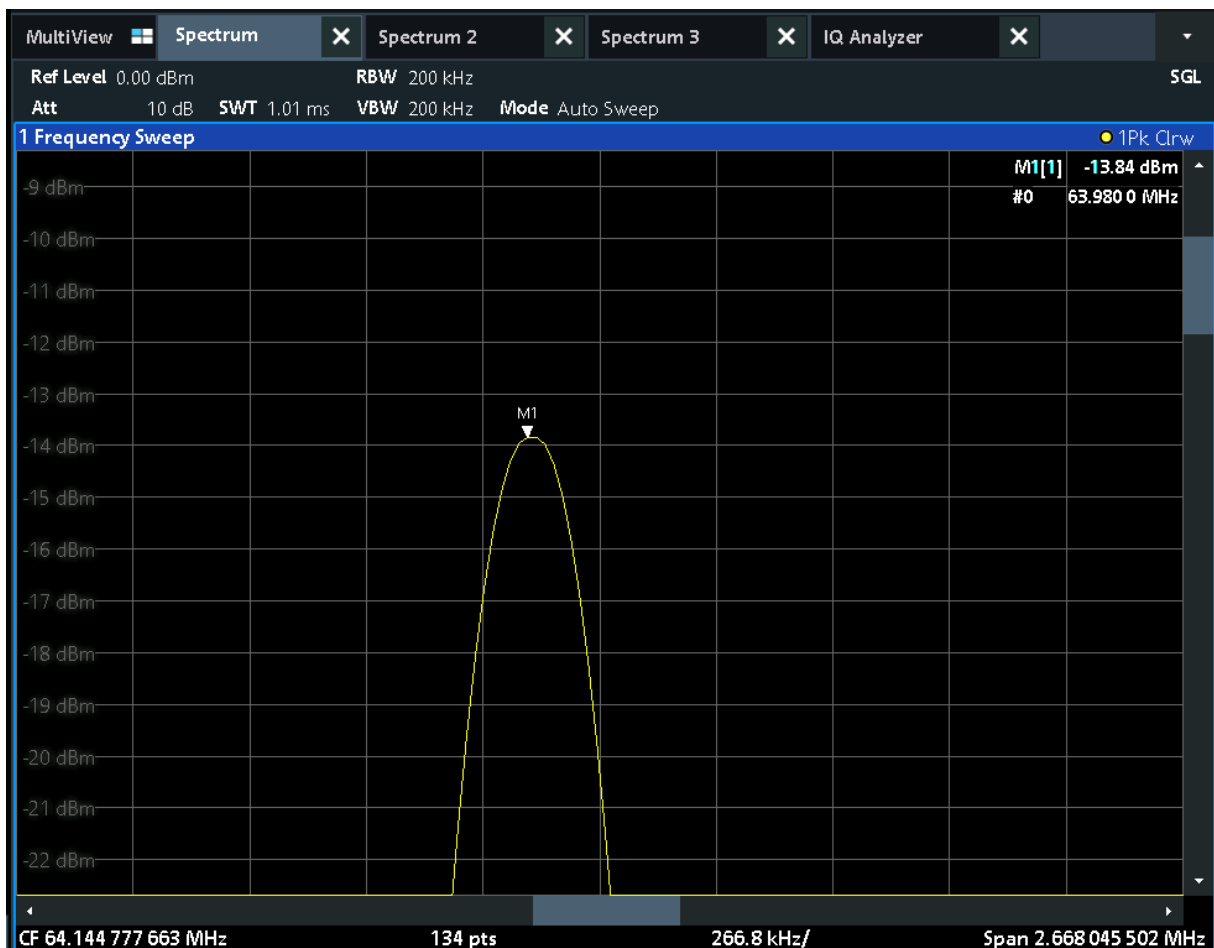 MultiView Spectrum Spectrum 2 Spectrum 3 IQ Analyzer
Ref Level 0.00 dBm RBW 200 kHz SGL
Att 10 dB SWT 1.01 ms VBW 200 kHz Mode Auto Sweep
1 Frequency Sweep 1Pk Clrw
M1[1] -13.84 dBm
#0 63.980 0 MHz
-9 dBm
-10 dBm
-11 dBm
-12 dBm
-13 dBm
M1
-14 dBm
-15 dBm
-16 dBm
-17 dBm
-18 dBm
-19 dBm
-20 dBm
-21 dBm
-22 dBm
CF 64.144 777 663 MHz 134 pts 266.8 kHz/ Span 2.668 045 502 MHz